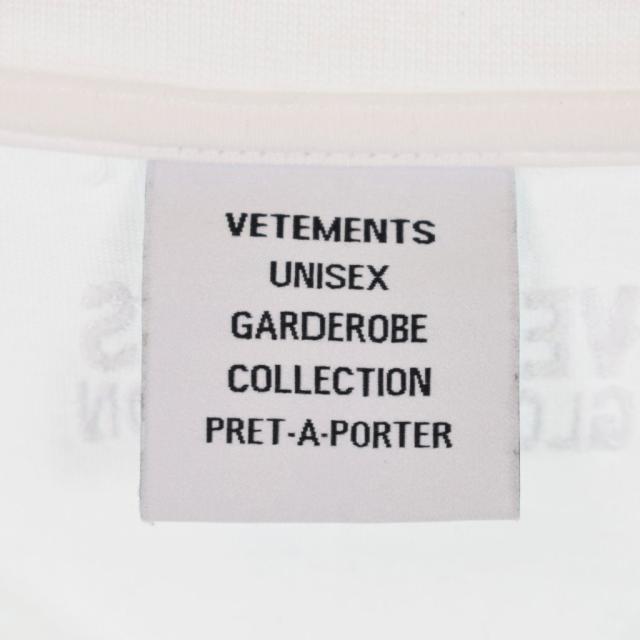 VETEMENTS
UNISEX
GARDEROBE
COLLECTION
PRET-A-PORTER